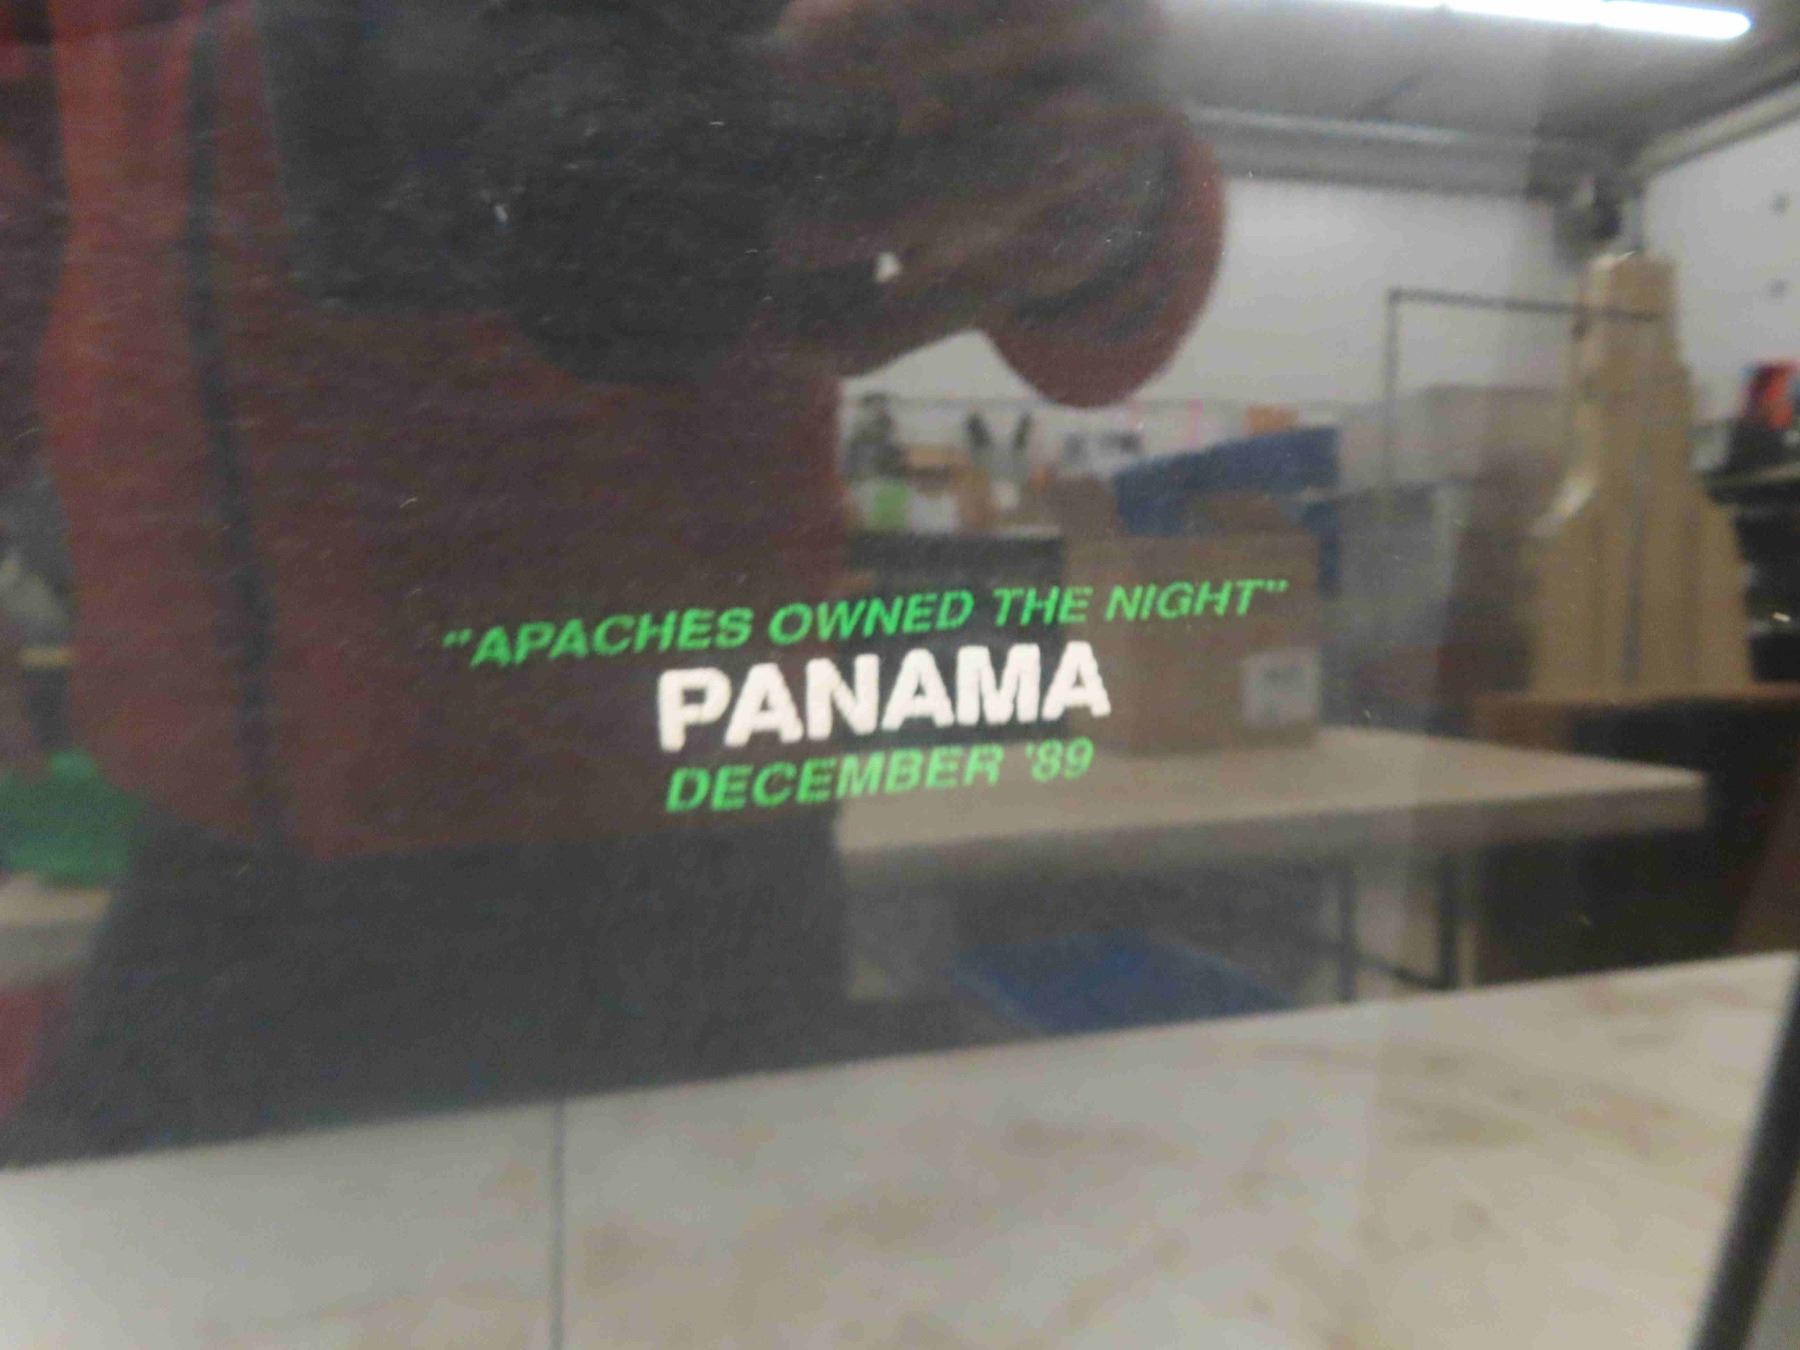 "APACHES OWNED THE NIGHT"
PANAMA
DECEMBER '89